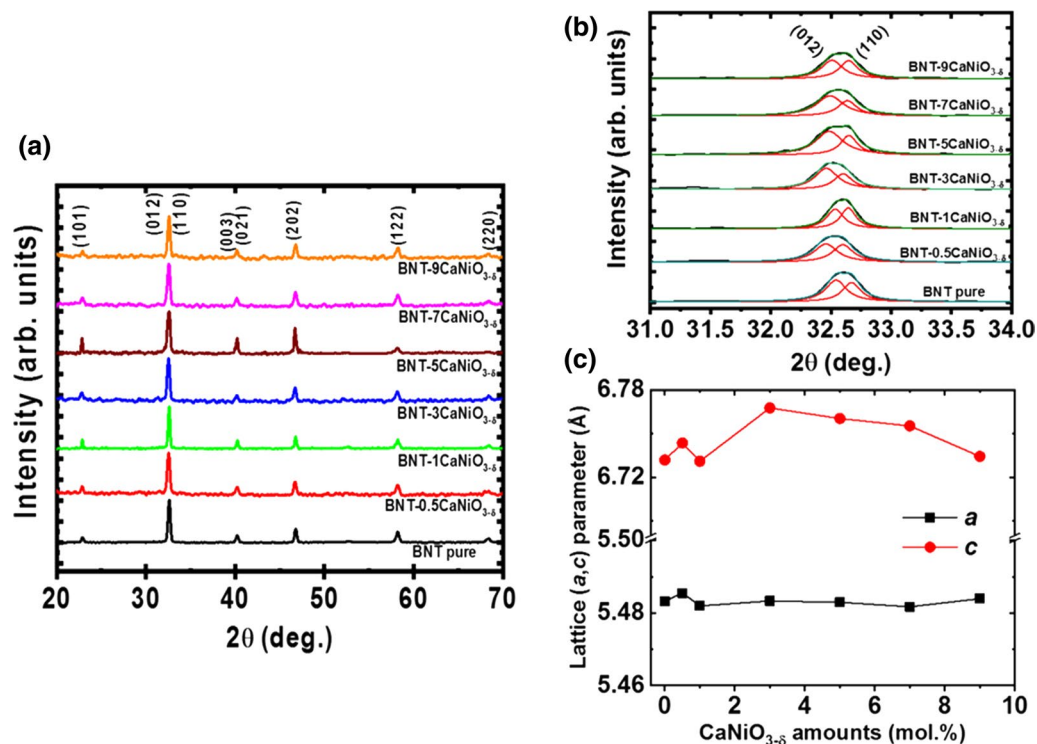 (a)
Intensity (arb. units)
(101)
(012)
(110)
(003)
(021)
(202)
(122)
(220)
BNT-9CaNiO3-δ
BNT-7CaNiO3-δ
BNT-5CaNiO3-δ
BNT-3CaNiO3-δ
BNT-1CaNiO3-δ
BNT-0.5CaNiO3-δ
BNT pure
20 30 40 50 60 70
2θ (deg.)
(b)
Intensity (arb. units)
(012)
(110)
BNT-9CaNiO3-δ
BNT-7CaNiO3-δ
BNT-5CaNiO3-δ
BNT-3CaNiO3-δ
BNT-1CaNiO3-δ
BNT-0.5CaNiO3-δ
BNT pure
31.0 31.5 32.0 32.5 33.0 33.5 34.0
2θ (deg.)
(c)
Lattice (a,c) parameter (Å)
6.78
6.72
5.50
5.48
5.46
a
c
0 2 4 6 8 10
CaNiO3-δ amounts (mol.%)